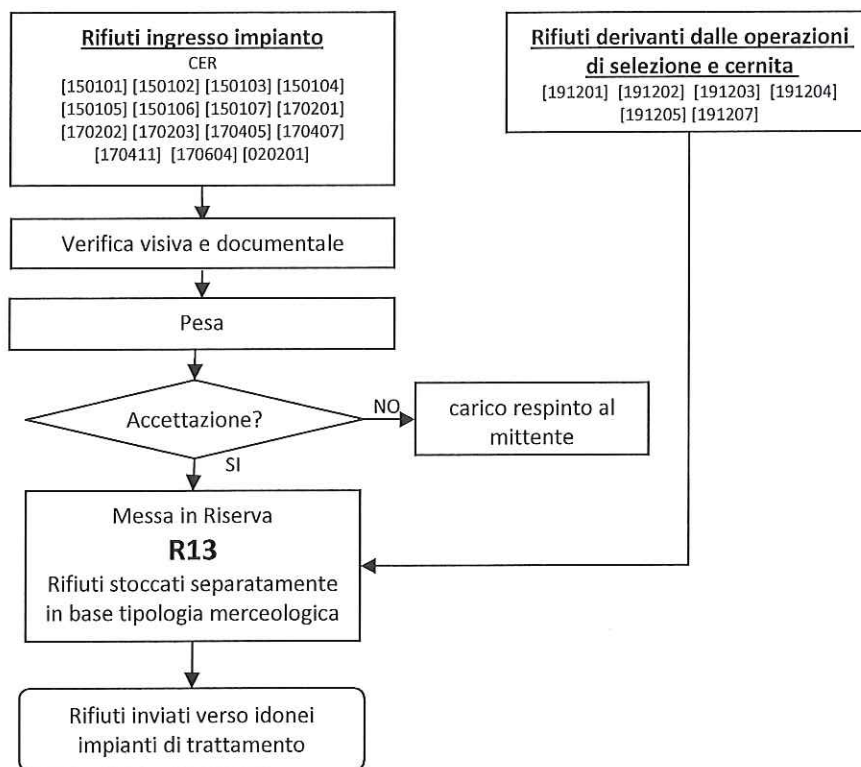 Rifiuti ingresso impianto
CER
[150101] [150102] [150103] [150104]
[150105] [150106] [150107] [170201]
[170202] [170203] [170405] [170407]
[170411] [170604] [020201]
Rifiuti derivanti dalle operazioni
di selezione e cernita
[191201] [191202] [191203] [191204]
[191205] [191207]
Verifica visiva e documentale
Pesa
Accettazione?
NO
carico respinto al
mittente
SI
Messa in Riserva
R13
Rifiuti stoccati separatamente
in base tipologia merceologica
Rifiuti inviati verso idonei
impianti di trattamento